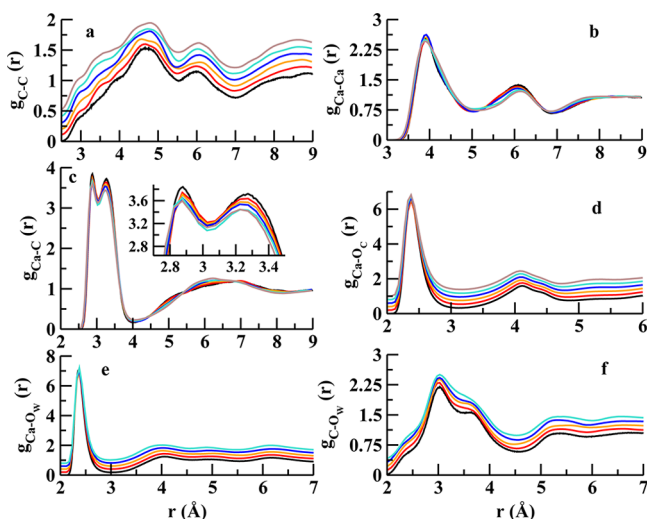 a
g_C-C (r)
2
1.5
1
0.5
0
3 4 5 6 7 8 9
b
g_Ca-Ca (r)
3
2.25
1.5
0.75
0
3 4 5 6 7 8 9
c
g_Ca-C (r)
4
3
2
1
0
3.6
3.2
2.8
2.8 3 3.2 3.4
2 3 4 5 6 7 8 9
d
g_Ca-O_C (r)
6
4
2
0
2 3 4 5 6
e
g_Ca-O_W (r)
8
6
4
2
0
2 3 4 5 6 7
r (Å)
f
g_C-O_W (r)
3
2.25
1.5
0.75
0
2 3 4 5 6 7
r (Å)